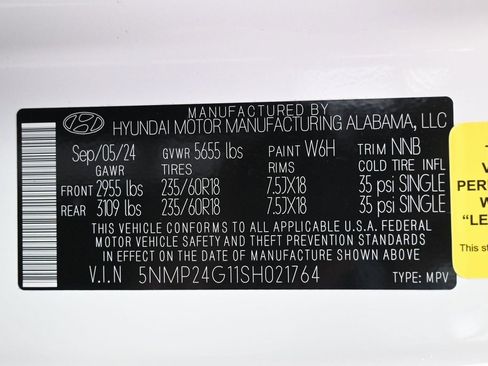 MANUFACTURED BY
HYUNDAI MOTOR MANUFACTURING ALABAMA, LLC
Sep/05/24 GVWR 5655 lbs PAINT W6H TRIM NNB
GAWR TIRES RIMS COLD TIRE INFL
FRONT 2955 lbs 235/60R18 7.5JX18 35 psi SINGLE
REAR 3109 lbs 235/60R18 7.5JX18 35 psi SINGLE
THIS VEHICLE CONFORMS TO ALL APPLICABLE U.S.A. FEDERAL
MOTOR VEHICLE SAFETY AND THEFT PREVENTION STANDARDS
IN EFFECT ON THE DATE OF MANUFACTURE SHOWN ABOVE.
V.I.N 5NMP24G11SH021764 TYPE: MPV
PER
"LE
This s